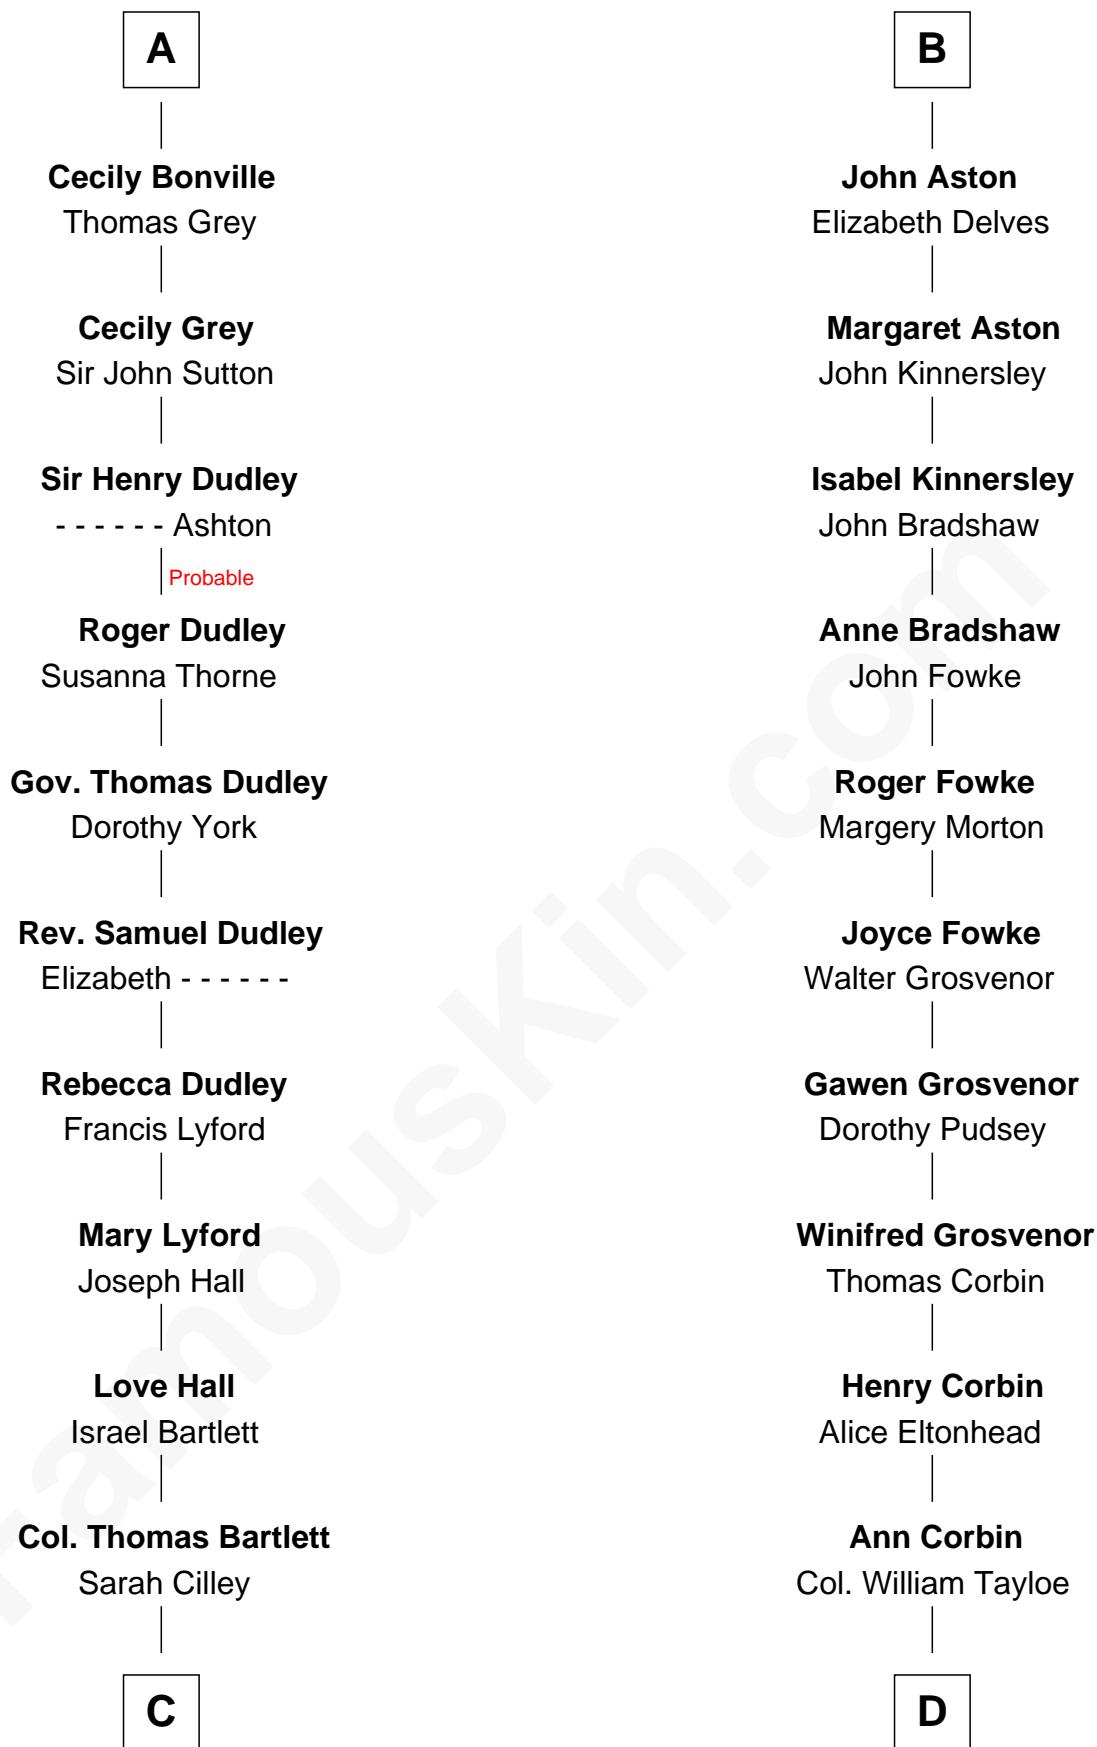 A
Cecily Bonville
Thomas Grey
Cecily Grey
Sir John Sutton
Sir Henry Dudley
- - - - - - Ashton
Probable
Roger Dudley
Susanna Thorne
Gov. Thomas Dudley
Dorothy York
Rev. Samuel Dudley
Elizabeth - - - - - -
Rebecca Dudley
Francis Lyford
Mary Lyford
Joseph Hall
Love Hall
Israel Bartlett
Col. Thomas Bartlett
Sarah Cilley
C
B
John Aston
Elizabeth Delves
Margaret Aston
John Kinnersley
Isabel Kinnersley
John Bradshaw
Anne Bradshaw
John Fowke
Roger Fowke
Margery Morton
Joyce Fowke
Walter Grosvenor
Gawen Grosvenor
Dorothy Pudsey
Winifred Grosvenor
Thomas Corbin
Henry Corbin
Alice Eltonhead
Ann Corbin
Col. William Tayloe
D
FamousKin.com